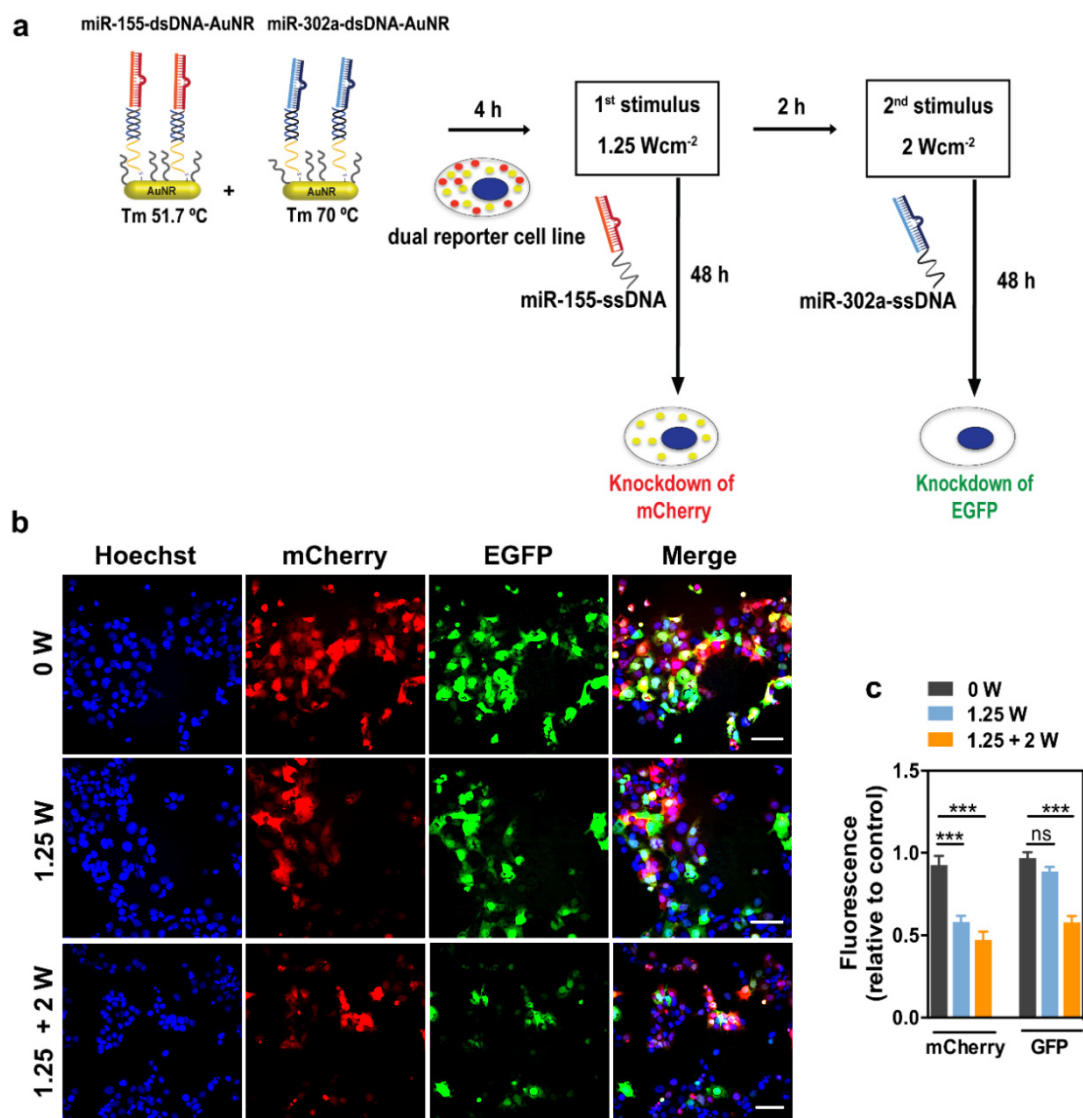 a
miR-155-dsDNA-AuNR
miR-302a-dsDNA-AuNR
AuNR
+
AuNR
Tm 51.7 ºC
Tm 70 ºC
4 h
dual reporter cell line
1st stimulus
1.25 Wcm-2
2 h
2nd stimulus
2 Wcm-2
miR-155-ssDNA
48 h
miR-302a-ssDNA
48 h
Knockdown of
mCherry
Knockdown of
EGFP
b
Hoechst
mCherry
EGFP
Merge
0 W
1.25 W
1.25 + 2 W
c
0 W
1.25 W
1.25 + 2 W
Fluorescence
(relative to control)
1.5
1.0
0.5
0.0
***
***
***
ns
mCherry
GFP